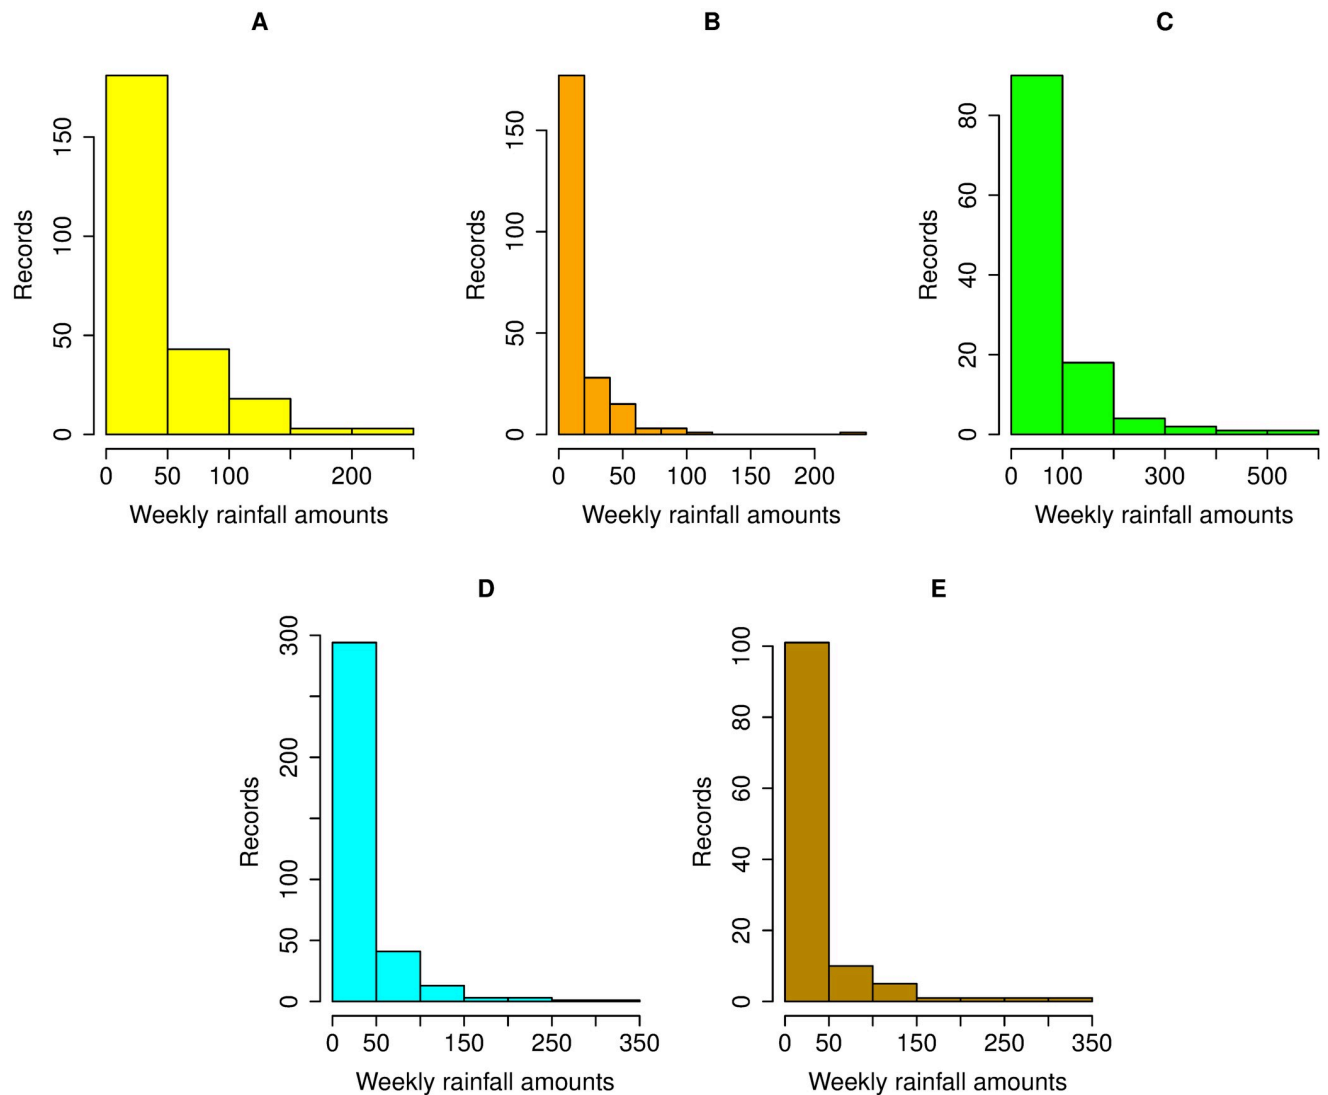 A
Records
0 50 100 150
0 50 100 200
Weekly rainfall amounts
B
Records
0 50 100 150
0 50 100 150 200
Weekly rainfall amounts
C
Records
0 20 40 60 80
0 100 300 500
Weekly rainfall amounts
D
Records
0 50 100 200 300
0 50 150 250 350
Weekly rainfall amounts
E
Records
0 20 40 60 80 100
0 50 150 250 350
Weekly rainfall amounts